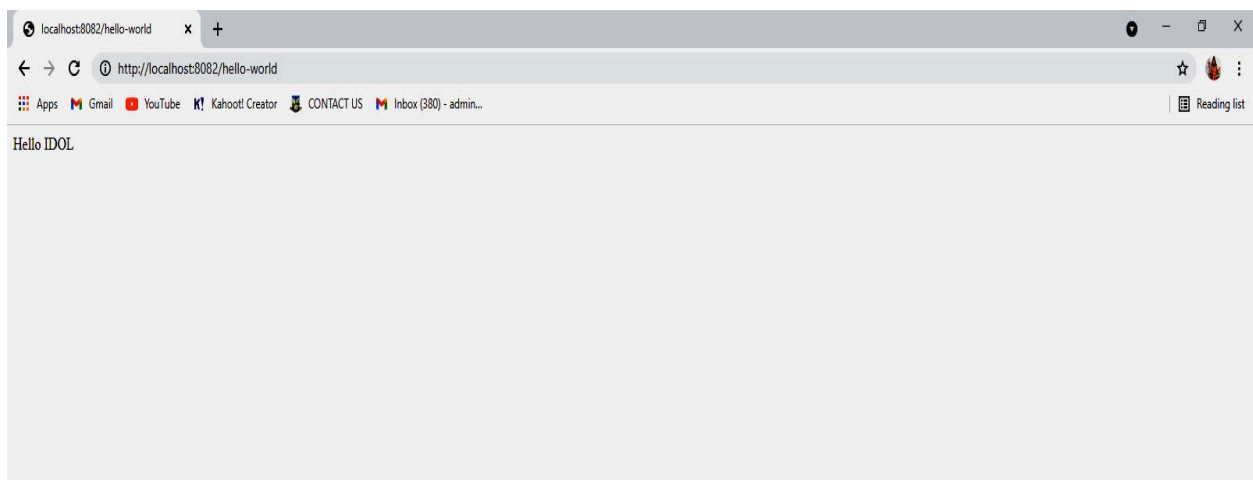 localhost:8082/hello-world
http://localhost:8082/hello-world
Apps Gmail YouTube K! Kahoot! Creator CONTACT US Inbox (380) - admin... Reading list
Hello IDOL